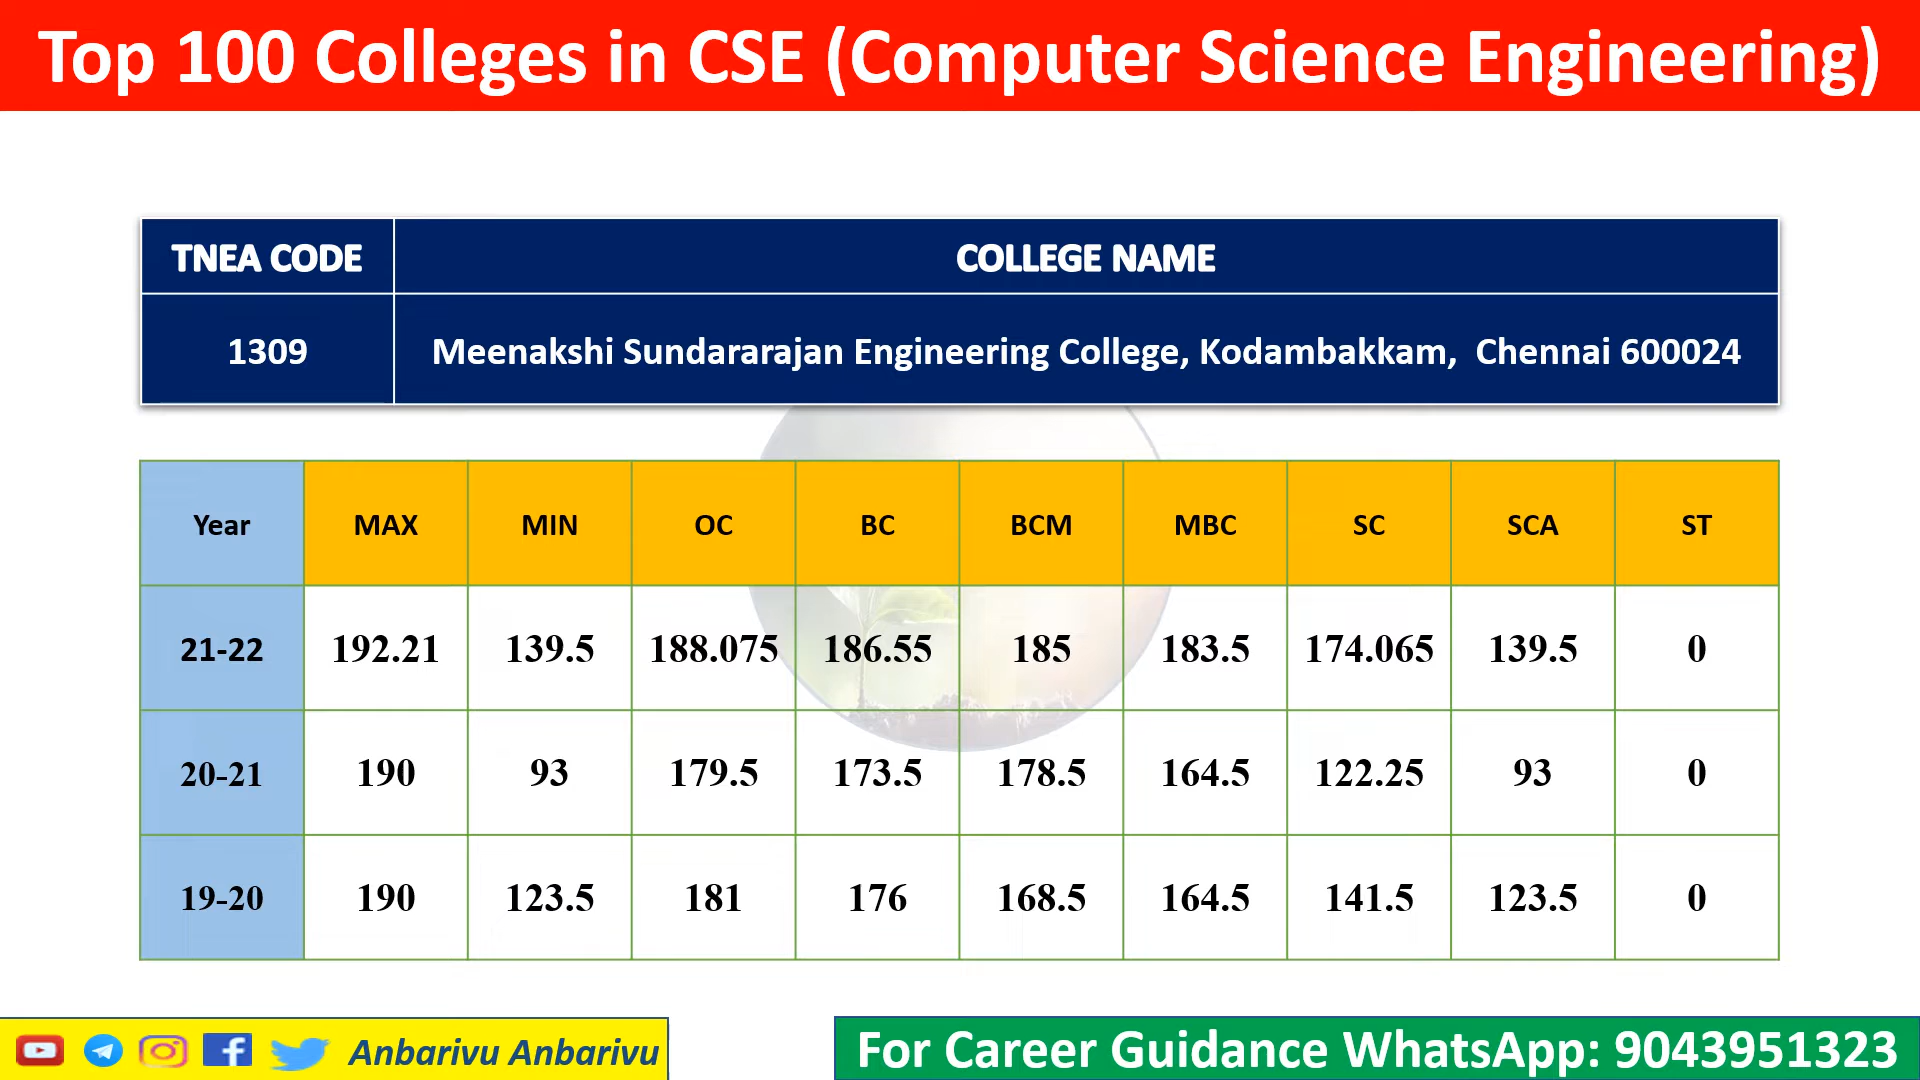 Top 100 Colleges in CSE (Computer Science Engineering)
TNEA CODE COLLEGE NAME
1309 Meenakshi Sundararajan Engineering College, Kodambakkam, Chennai 600024
Year MAX MIN OC BC BCM MBC SC SCA ST
21-22 192.21 139.5 188.075 186.55 185 183.5 174.065 139.5 0
20-21 190 93 179.5 173.5 178.5 164.5 122.25 93 0
19-20 190 123.5 181 176 168.5 164.5 141.5 123.5 0
Anbarivu Anbarivu For Career Guidance WhatsApp: 9043951323